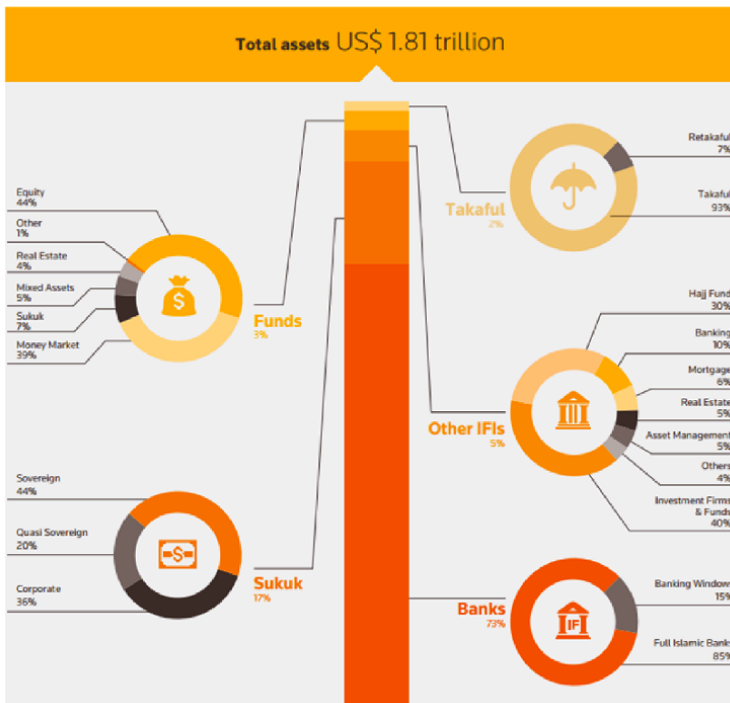 Total assets US$ 1.81 trillion
Equity
44%
Other
1%
Real Estate
4%
Mixed Assets
5%
Sukuk
7%
Money Market
39%
Funds
3%
Sovereign
44%
Quasi Sovereign
20%
Corporate
36%
Sukuk
17%
Retakaful
7%
Takaful
93%
Takaful
2%
Hajj Fund
30%
Banking
10%
Mortgage
6%
Real Estate
5%
Asset Management
5%
Others
4%
Investment Firms
& Funds
40%
Other IFIs
5%
Banking Window
15%
Full Islamic Bank
85%
Banks
73%
$
$
IF